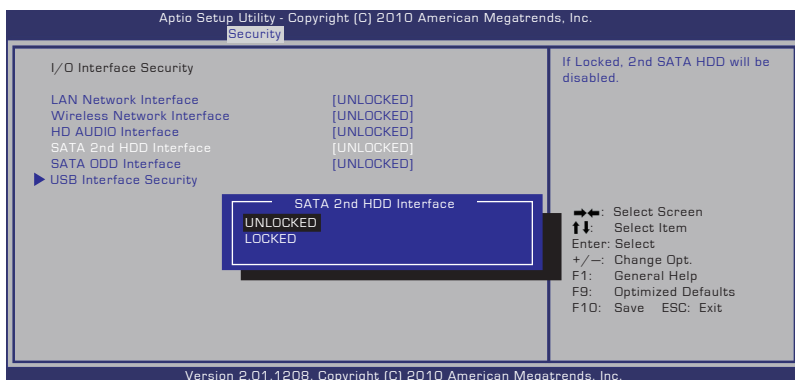 Aptio Setup Utility - Copyright (C) 2010 American Megatrends, Inc.
Security
I/O Interface Security
LAN Network Interface [UNLOCKED]
Wireless Network Interface [UNLOCKED]
HD AUDIO Interface [UNLOCKED]
SATA 2nd HDD Interface [UNLOCKED]
SATA ODD Interface [UNLOCKED]
USB Interface Security
SATA 2nd HDD Interface
UNLOCKED
LOCKED
If Locked, 2nd SATA HDD will be
disabled.
→←: Select Screen
↑↓: Select Item
Enter: Select
+/—: Change Opt.
F1: General Help
F9: Optimized Defaults
F10: Save ESC: Exit
Version 2.01.1208. Copyright (C) 2010 American Megatrends, Inc.